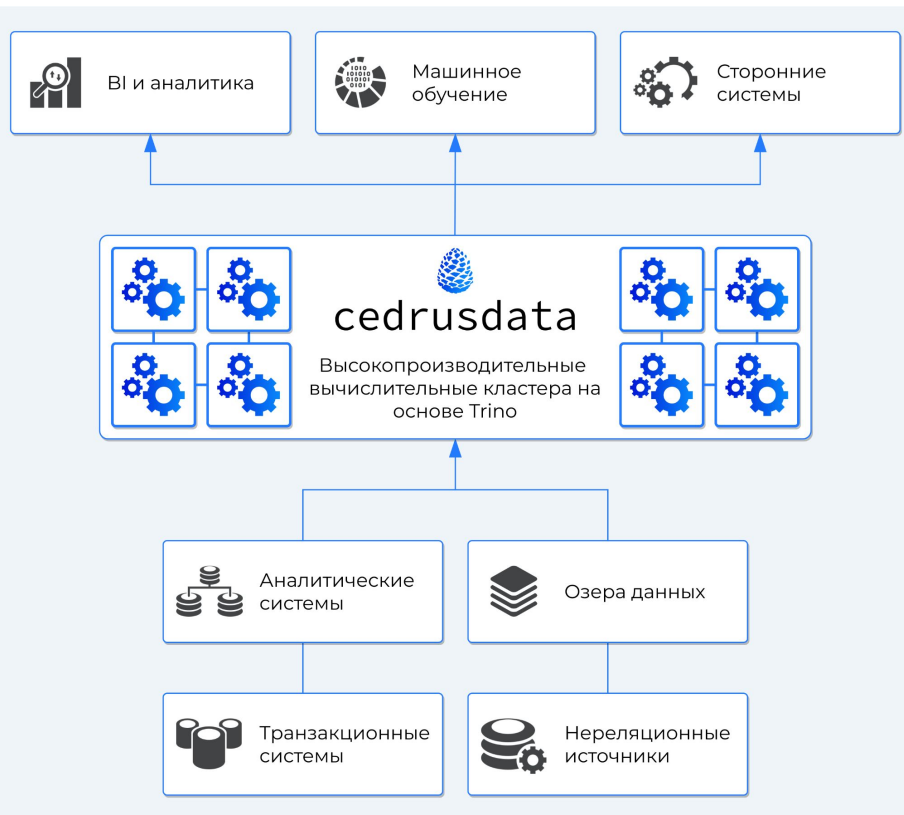 BI и аналитика
Машинное
обучение
Сторонние
системы
cedrusdata
Высокопроизводительные
вычислительные кластера на
основе Trino
Аналитические
системы
Озера данных
Транзакционные
системы
Нереляционные
источники